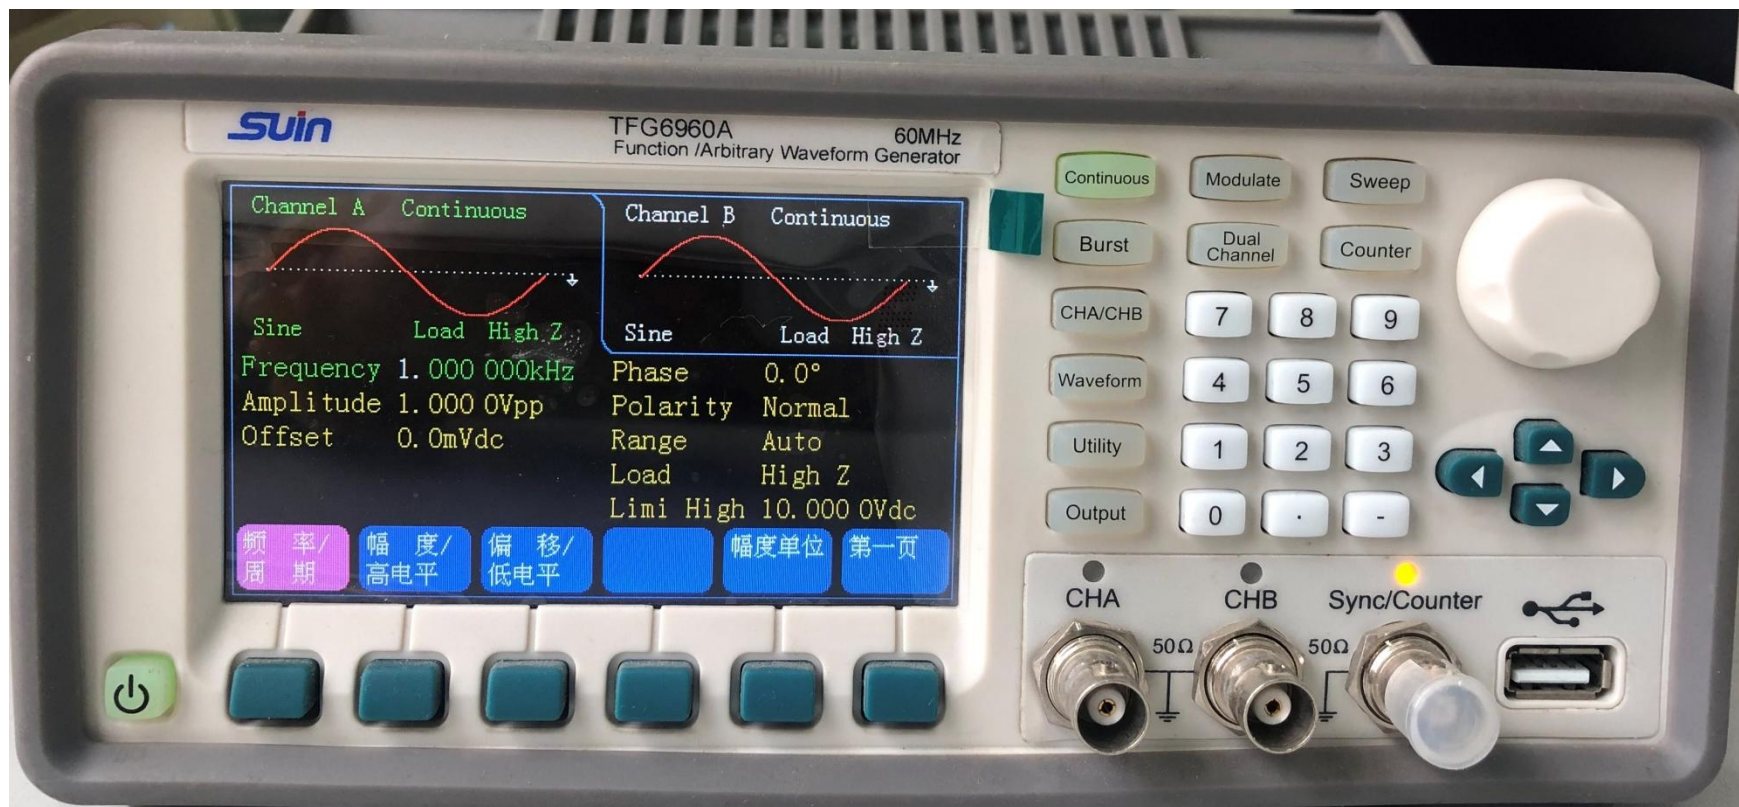 suin
TFG6960A 60MHz
Function /Arbitrary Waveform Generator
Channel A Continuous
Channel B Continuous
Sine Load High Z
Sine Load High Z
Frequency 1.000 000kHz
Amplitude 1.000 0Vpp
Offset 0.0mVdc
Phase 0.0°
Polarity Normal
Range Auto
Load High Z
Limi High 10.000 0Vdc
频 率/
周 期
幅 度/
高电平
偏 移/
低电平
幅度单位
第一页
Continuous
Modulate
Sweep
Burst
Dual
Channel
Counter
CHA/CHB
7
8
9
Waveform
4
5
6
Utility
1
2
3
Output
0
·
-
CHA
CHB
Sync/Counter
50Ω
50Ω